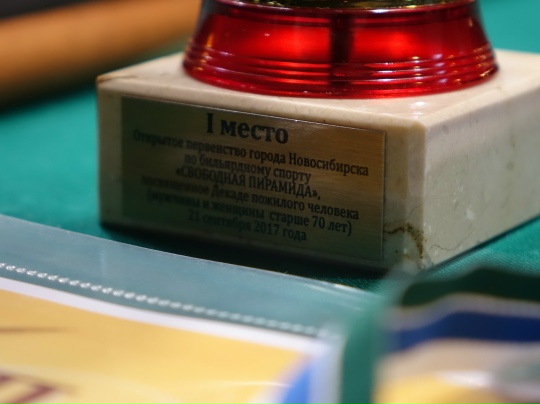 I место
Открытое первенство города Новосибирска
по бильярдному спорту
«СВОБОДНАЯ ПИРАМИДА»,
посвященное Декаде пожилого человека
(мужчины и женщины старше 70 лет)
21 сентября 2017 года